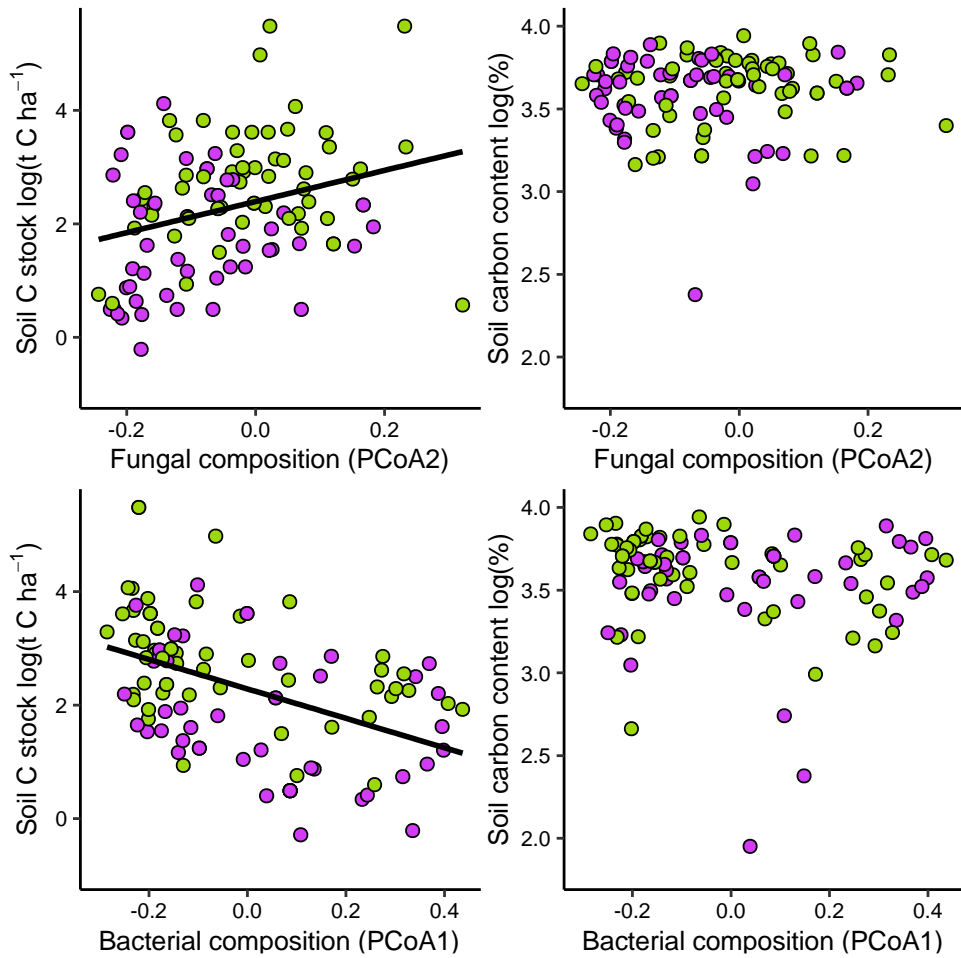 Soil C stock log(t C ha⁻¹)
4
2
0
-0.2 0.0 0.2
Fungal composition (PCoA2)
Soil carbon content log(%)
4.0
3.5
3.0
2.5
2.0
-0.2 0.0 0.2
Fungal composition (PCoA2)
Soil C stock log(t C ha⁻¹)
4
2
0
-0.2 0.0 0.2 0.4
Bacterial composition (PCoA1)
Soil carbon content log(%)
4.0
3.5
3.0
2.5
2.0
-0.2 0.0 0.2 0.4
Bacterial composition (PCoA1)